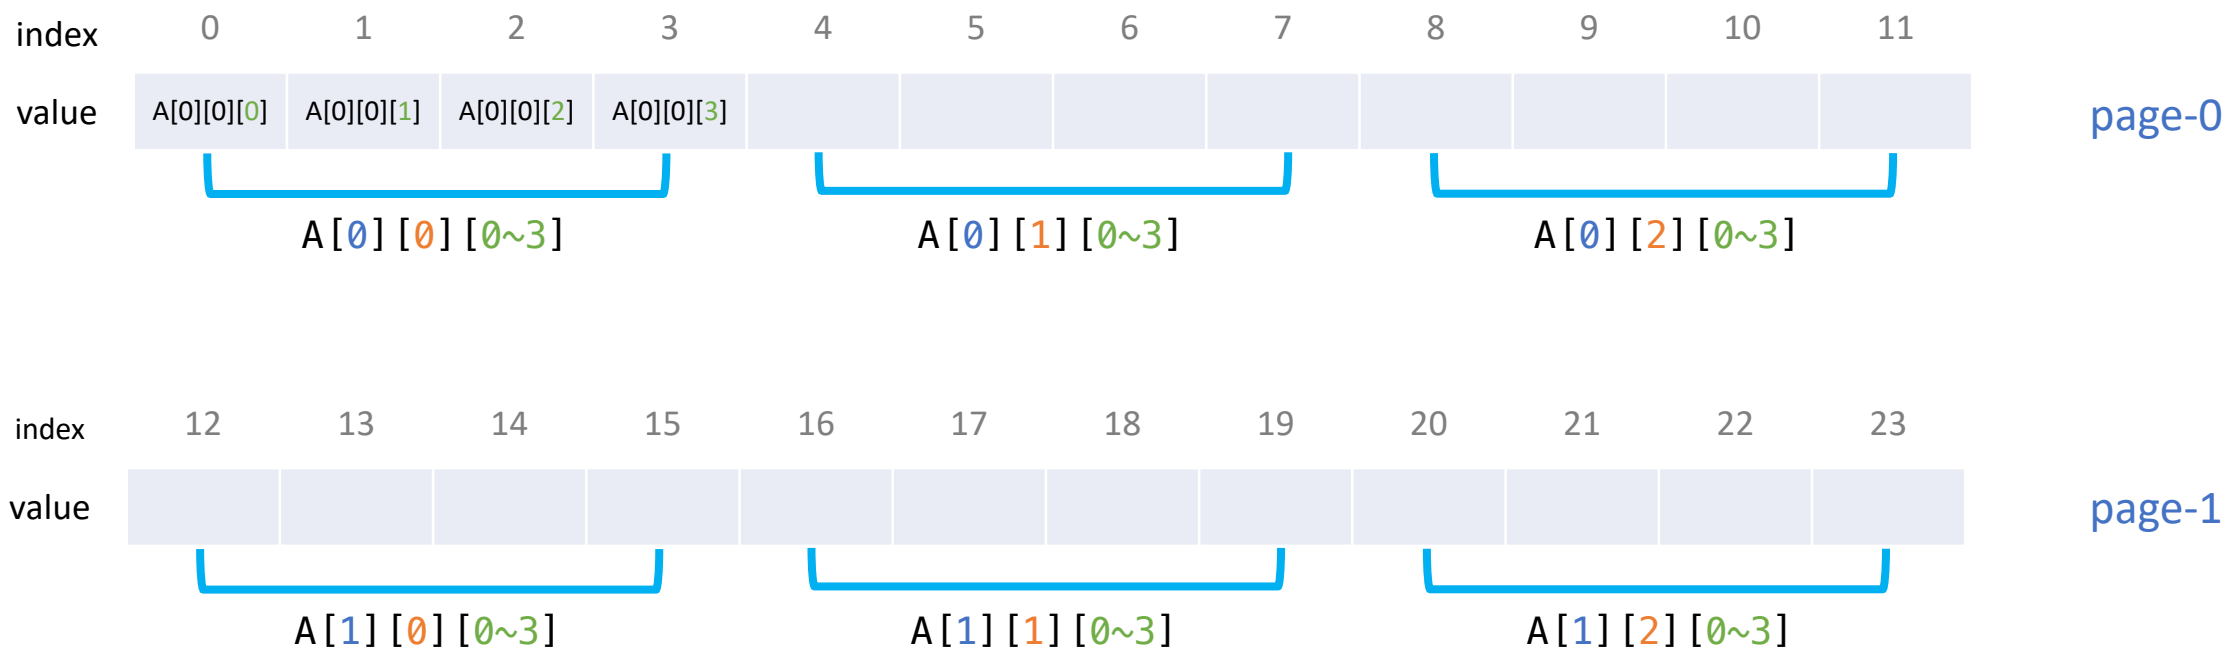 index 0 1 2 3 4 5 6 7 8 9 10 11
value A[0][0][0] A[0][0][1] A[0][0][2] A[0][0][3] page-0
A[0][0][0~3] A[0][1][0~3] A[0][2][0~3]
index 12 13 14 15 16 17 18 19 20 21 22 23
value page-1
A[1][0][0~3] A[1][1][0~3] A[1][2][0~3]